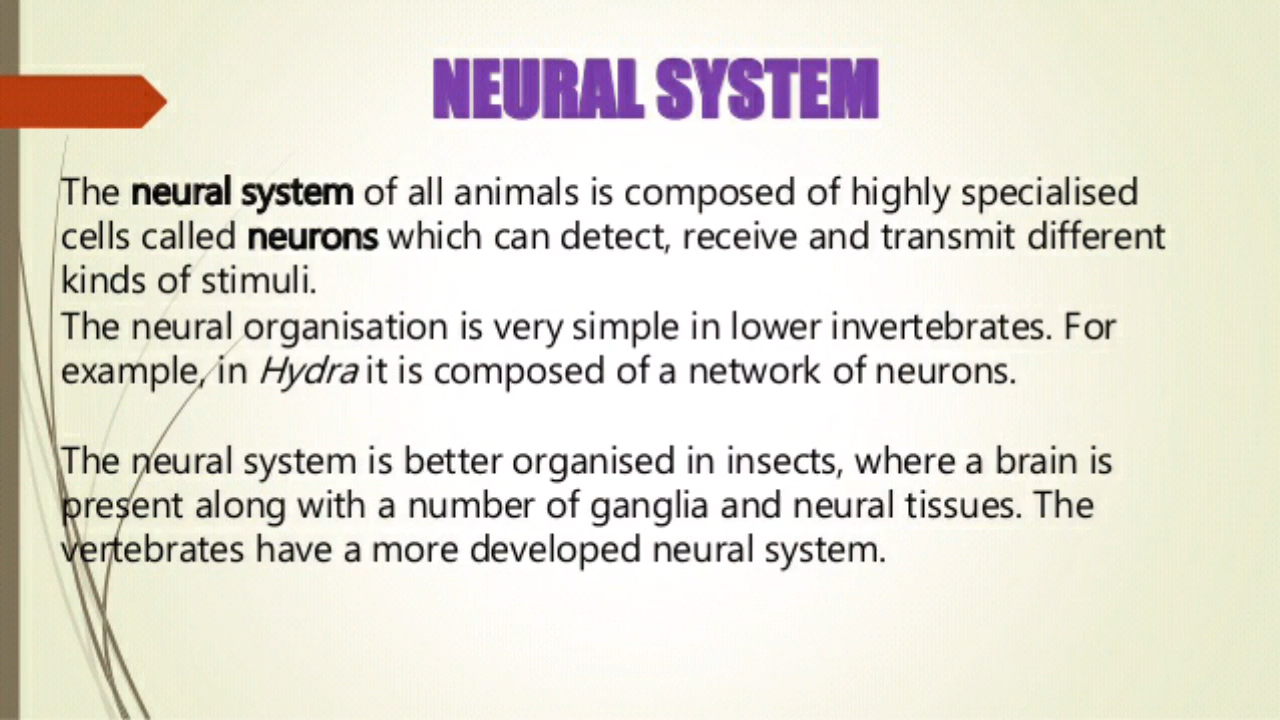 NEURAL SYSTEM
The neural system of all animals is composed of highly specialised
cells called neurons which can detect, receive and transmit different
kinds of stimuli.
The neural organisation is very simple in lower invertebrates. For
example, in Hydra it is composed of a network of neurons.
The neural system is better organised in insects, where a brain is
present along with a number of ganglia and neural tissues. The
vertebrates have a more developed neural system.